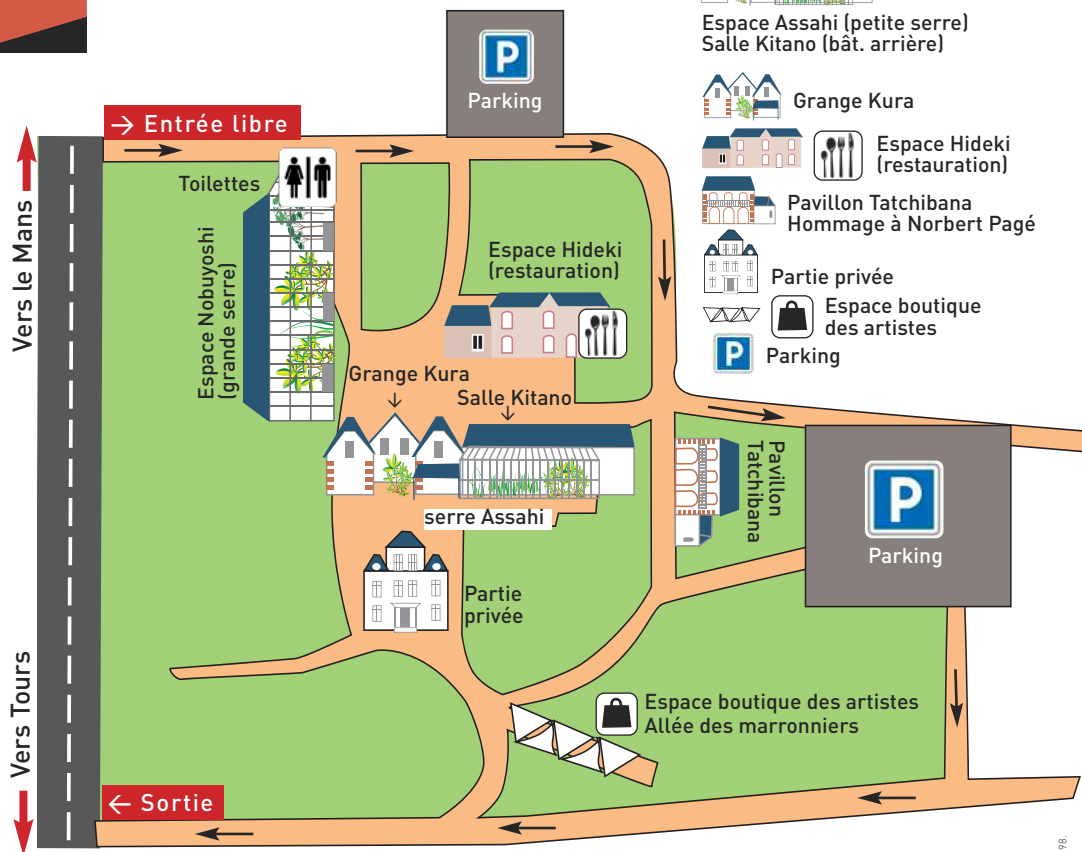 Espace Assahi (petite serre)
Salle Kitano (bât. arrière)
Grange Kura
Espace Hideki
(restauration)
Pavillon Tatchibana
Hommage à Norbert Pagé
Partie privée
Espace boutique
des artistes
P Parking
P
Parking
→ Entrée libre
Toilettes
Vers le Mans
Espace Nobuyoshi
(grande serre)
Espace Hideki
(restauration)
Grange Kura
Salle Kitano
serre Assahi
Pavillon
Tatchibana
P
Parking
Partie
privée
Espace boutique des artistes
Allée des marronniers
Vers Tours
← Sortie
98.